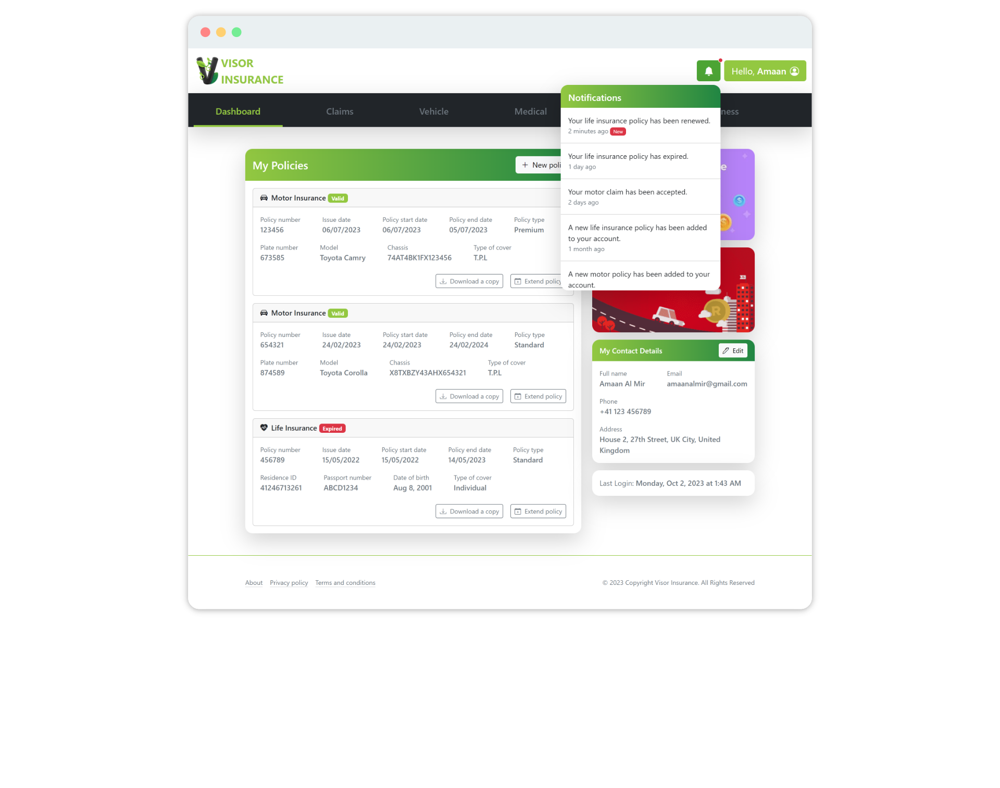 VISOR
INSURANCE
Hello, Amaan
Dashboard
Claims
Vehicle
Medical
ness
Notifications
Your life insurance policy has been renewed.
2 minutes ago New
Your life insurance policy has expired.
1 day ago
Your motor claim has been accepted.
2 days ago
A new life insurance policy has been added
to your account.
1 month ago
A new motor policy has been added to your
account.
My Policies
+ New poli
Motor Insurance Valid
Policy number Issue date Policy start date Policy end date Policy type
123456 06/07/2023 06/07/2023 05/07/2023 Premium
Plate number Model Chassis Type of cover
673585 Toyota Camry 74AT4BK1FX123456 T.P.L
Download a copy Extend policy
Motor Insurance Valid
Policy number Issue date Policy start date Policy end date Policy type
654321 24/02/2023 24/02/2023 24/02/2024 Standard
Plate number Model Chassis Type of cover
874589 Toyota Corolla X8TXBZY43AHX654321 T.P.L
Download a copy Extend policy
Life Insurance Expired
Policy number Issue date Policy start date Policy end date Policy type
456789 15/05/2022 15/05/2022 14/05/2023 Standard
Residence ID Passport number Date of birth Type of cover
41246713261 ABCD1234 Aug 8, 2001 Individual
Download a copy Extend policy
e
$
$
R
My Contact Details Edit
Full name Email
Amaan Al Mir amaanalmir@gmail.com
Phone
+41 123 456789
Address
House 2, 27th Street, UK City, United
Kingdom
Last Login: Monday, Oct 2, 2023 at 1:43 AM
About Privacy policy Terms and conditions
© 2023 Copyright Visor Insurance. All Rights Reserved